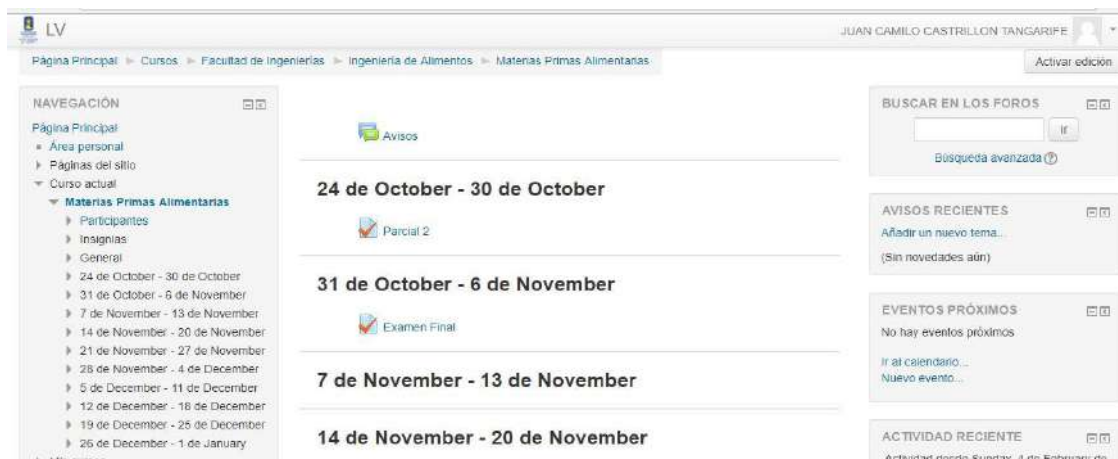 LV
JUAN CAMILO CASTRILLON TANGARIFE
Página Principal Cursos Facultad de Ingenierías Ingeniería de Alimentos Materias Primas Alimentarias
Activar edición
NAVEGACIÓN
Página Principal
Área personal
Páginas del sitio
Curso actual
Materias Primas Alimentarias
Participantes
Insignias
General
24 de October - 30 de October
31 de October - 6 de November
7 de November - 13 de November
14 de November - 20 de November
21 de November - 27 de November
28 de November - 4 de December
5 de December - 11 de December
12 de December - 18 de December
19 de December - 25 de December
26 de December - 1 de January
Avisos
24 de October - 30 de October
Parcial 2
31 de October - 6 de November
Examen Final
7 de November - 13 de November
14 de November - 20 de November
BUSCAR EN LOS FOROS
Ir
Búsqueda avanzada
AVISOS RECIENTES
Añadir un nuevo tema...
(Sin novedades aún)
EVENTOS PRÓXIMOS
No hay eventos próximos
Ir al calendario...
Nuevo evento...
ACTIVIDAD RECIENTE
Actividad desde Sunday, 4 de February de